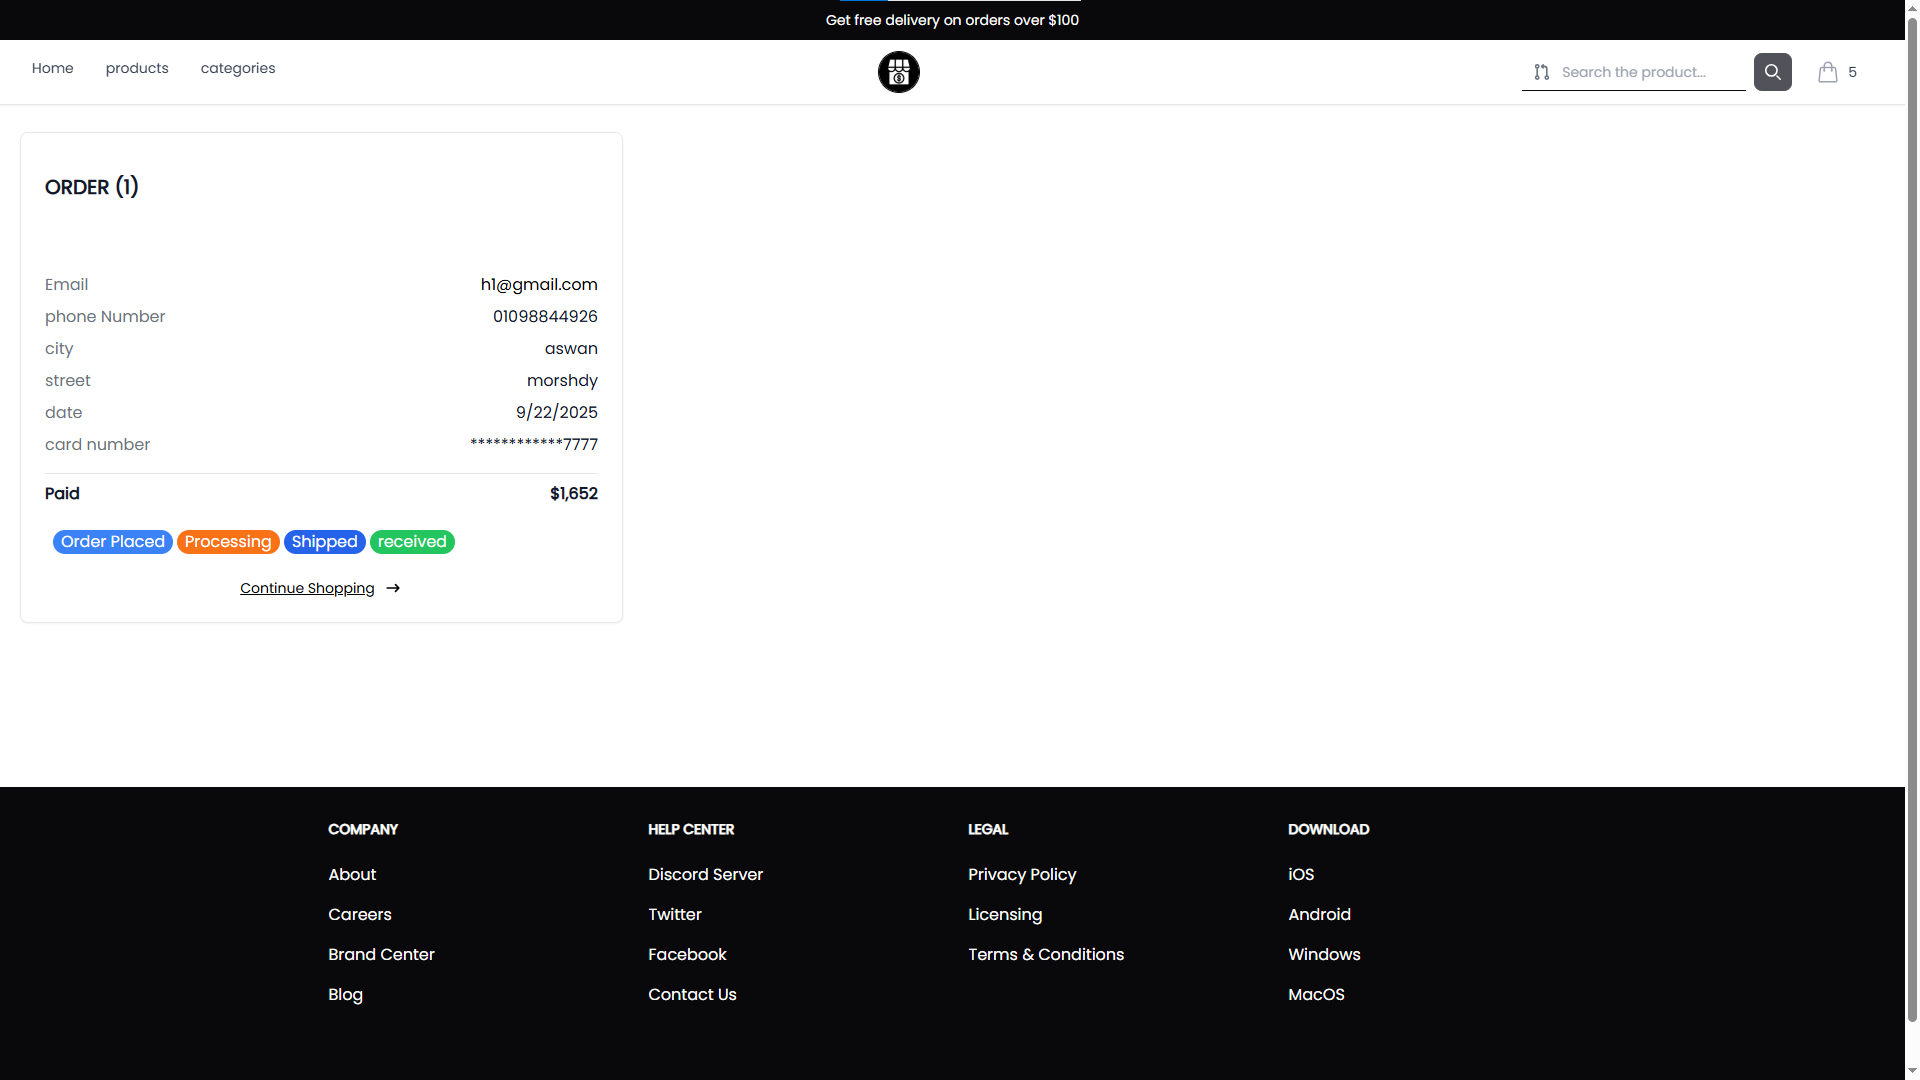 Get free delivery on orders over $100
Home products categories
Search the product...
5
ORDER (1)
Email h1@gmail.com
phone Number 01098844926
city aswan
street morshdy
date 9/22/2025
card number ************7777
Paid $1,652
Order Placed Processing Shipped received
Continue Shopping →
COMPANY
About
Careers
Brand Center
Blog
HELP CENTER
Discord Server
Twitter
Facebook
Contact Us
LEGAL
Privacy Policy
Licensing
Terms & Conditions
DOWNLOAD
iOS
Android
Windows
MacOS